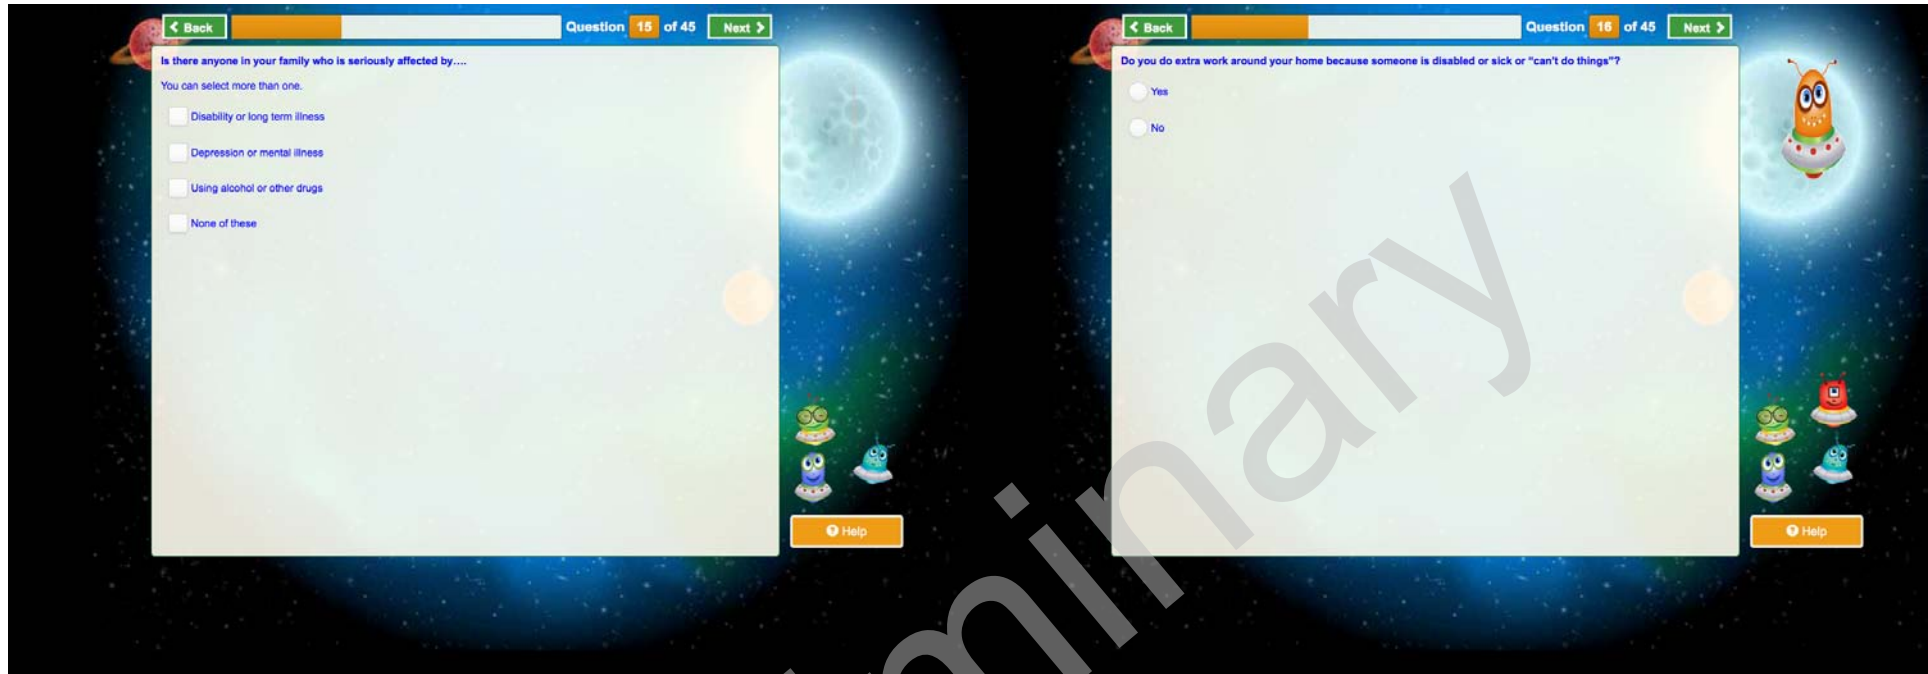 Back
Question 15 of 45
Next
Is there anyone in your family who is seriously affected by....
You can select more than one.
Disability or long term illness
Depression or mental illness
Using alcohol or other drugs
None of these
Help
Back
Question 16 of 45
Next
Do you do extra work around your home because someone is disabled or sick or “can’t do things”?
Yes
No
Help
minary